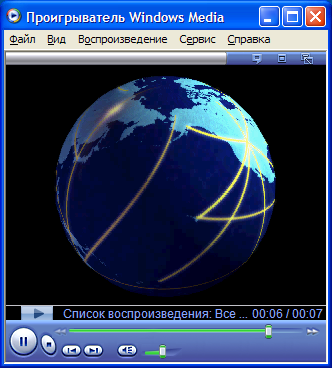 Проигрыватель Windows Media
Файл Вид Воспроизведение Сервис Справка
Список воспроизведения: Все ... 00:06 / 00:07